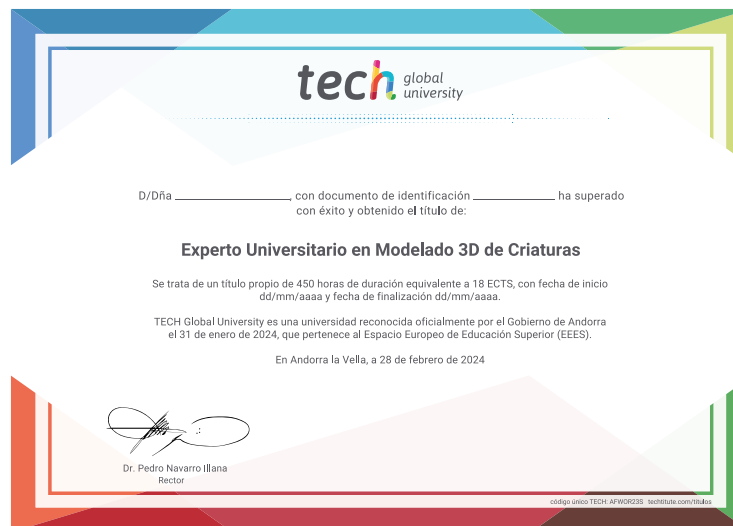 tech global
university
D/Dña ____________________, con documento de identificación ______________ ha superado
con éxito y obtenido el título de:
Experto Universitario en Modelado 3D de Criaturas
Se trata de un título propio de 450 horas de duración equivalente a 18 ECTS, con fecha de inicio
dd/mm/aaaa y fecha de finalización dd/mm/aaaa.
TECH Global University es una universidad reconocida oficialmente por el Gobierno de Andorra
el 31 de enero de 2024, que pertenece al Espacio Europeo de Educación Superior (EEES).
En Andorra la Vella, a 28 de febrero de 2024
Dr. Pedro Navarro Illana
Rector
código único TECH: AFWOR23S techtitute.com/titulos